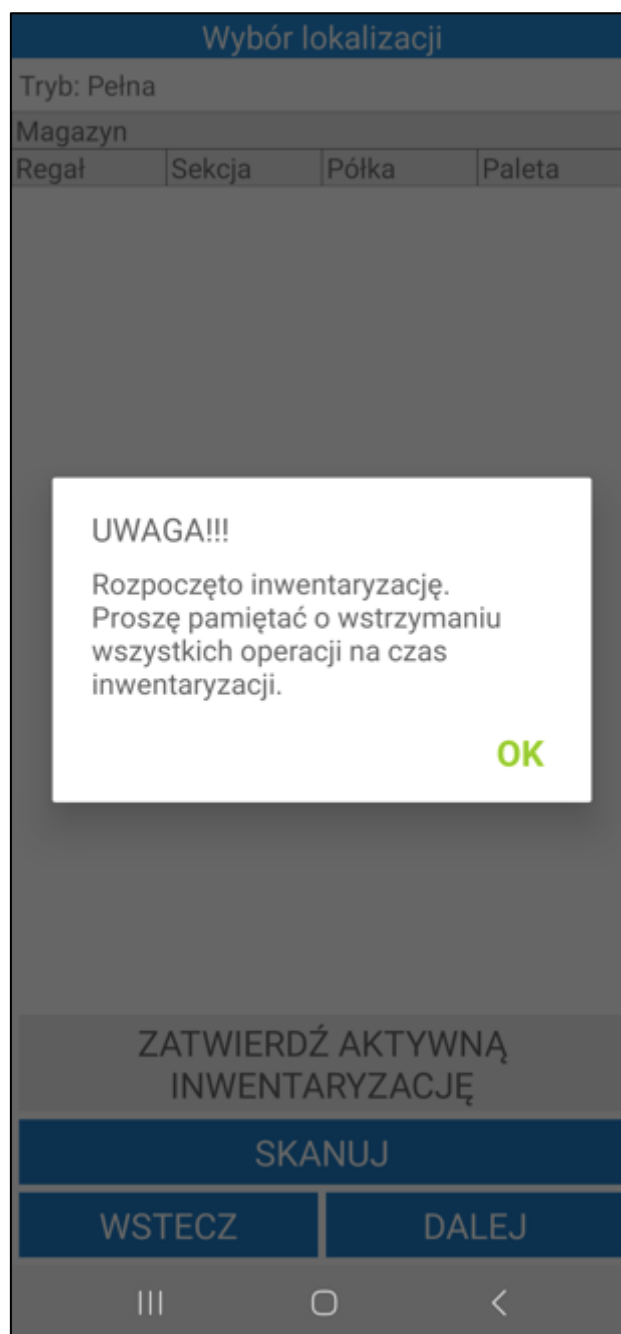 Wybór lokalizacji
Tryb: Pełna
Magazyn
Regał Sekcja Półka Paleta
UWAGA!!!
Rozpoczęto inwentaryzację.
Proszę pamiętać o wstrzymaniu
wszystkich operacji na czas
inwentaryzacji.
OK
ZATWIERDŹ AKTYWNĄ
INWENTARYZACJĘ
SKANUJ
WSTECZ DALEJ